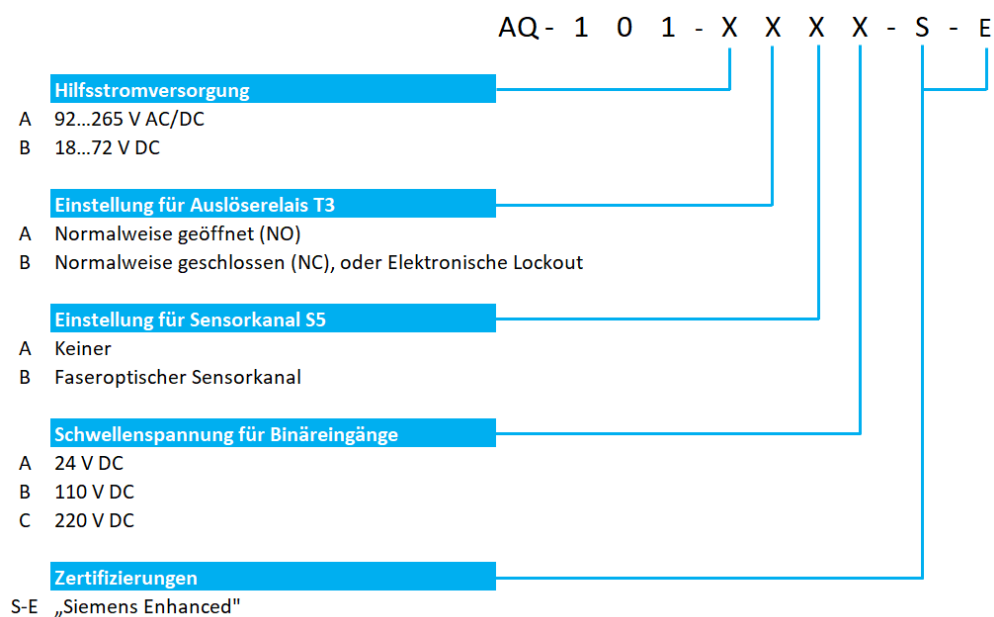 AQ - 1 0 1 - X X X X - S - E
Hilfsstromversorgung
A 92...265 V AC/DC
B 18...72 V DC
Einstellung für Auslöserelais T3
A Normalweise geöffnet (NO)
B Normalweise geschlossen (NC), oder Elektronische Lockout
Einstellung für Sensorkanal S5
A Keiner
B Faseroptischer Sensorkanal
Schwellenspannung für Binäreingänge
A 24 V DC
B 110 V DC
C 220 V DC
Zertifizierungen
S-E „Siemens Enhanced"